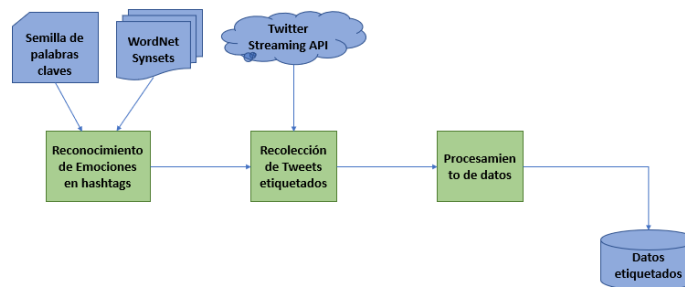 Semilla de
palabras
claves
WordNet
Synsets
Twitter
Streaming API
Reconocimiento
de Emociones
en hashtags
Recolección
de Tweets
etiquetados
Procesamien
to de datos
Datos
etiquetados